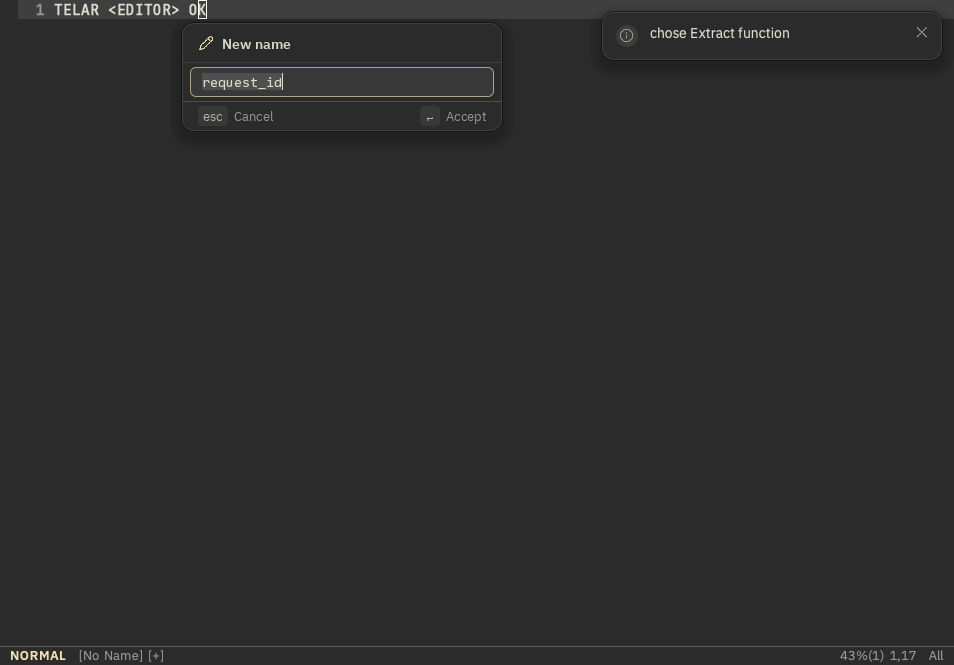 1 TELAR <EDITOR> OK
chose Extract function
New name
request_id
esc Cancel ↵ Accept
NORMAL [No Name] [+] 43%(1) 1,17 All